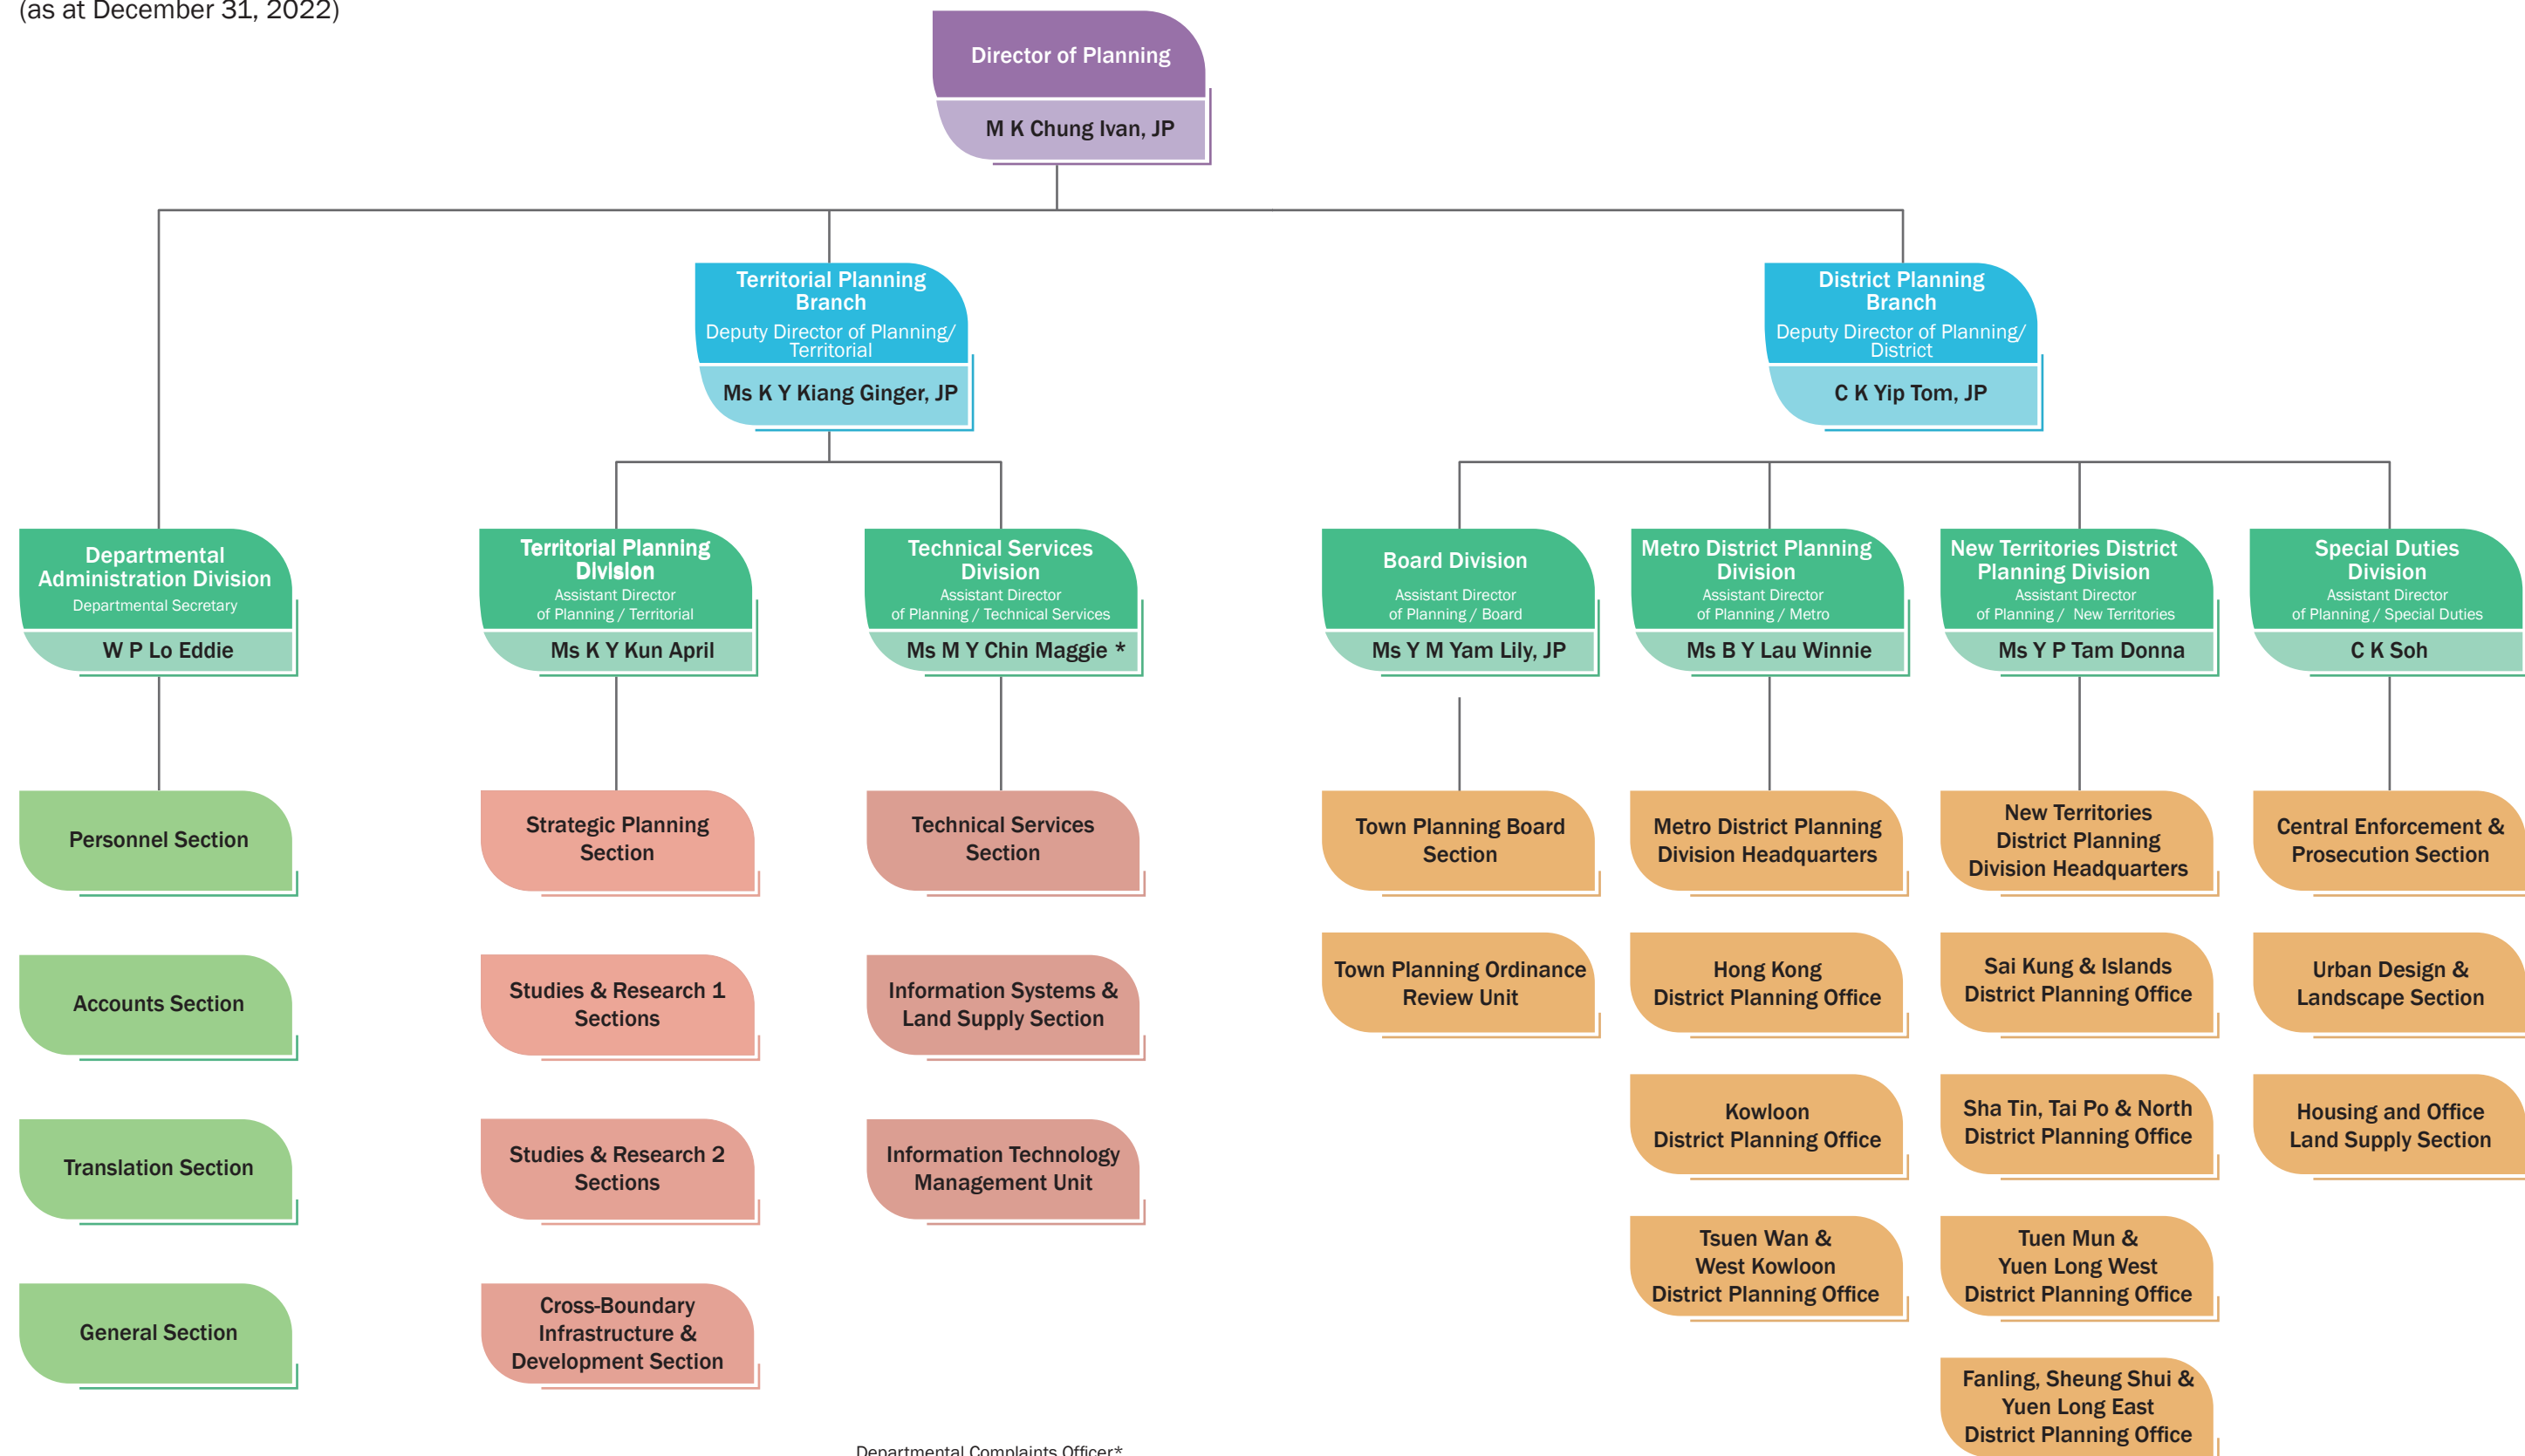 (as at December 31, 2022)
Director of Planning
M K Chung Ivan, JP
Territorial Planning
Branch
Deputy Director of Planning/
Territorial
Ms K Y Kiang Ginger, JP
District Planning
Branch
Deputy Director of Planning/
District
C K Yip Tom, JP
Departmental
Administration Division
Departmental Secretary
W P Lo Eddie
Territorial Planning
Division
Assistant Director
of Planning / Territorial
Ms K Y Kun April
Technical Services
Division
Assistant Director
of Planning / Technical Services
Ms M Y Chin Maggie *
Board Division
Assistant Director
of Planning / Board
Ms Y M Yam Lily, JP
Metro District Planning
Division
Assistant Director
of Planning / Metro
Ms B Y Lau Winnie
New Territories District
Planning Division
Assistant Director
of Planning / New Territories
Ms Y P Tam Donna
Special Duties
Division
Assistant Director
of Planning / Special Duties
C K Soh
Personnel Section
Accounts Section
Translation Section
General Section
Strategic Planning
Section
Studies & Research 1
Sections
Studies & Research 2
Sections
Cross-Boundary
Infrastructure &
Development Section
Technical Services
Section
Information Systems &
Land Supply Section
Information Technology
Management Unit
Town Planning Board
Section
Town Planning Ordinance
Review Unit
Metro District Planning
Division Headquarters
Hong Kong
District Planning Office
Kowloon
District Planning Office
Tsuen Wan &
West Kowloon
District Planning Office
New Territories
District Planning
Division Headquarters
Sai Kung & Islands
District Planning Office
Sha Tin, Tai Po & North
District Planning Office
Tuen Mun &
Yuen Long West
District Planning Office
Fanling, Sheung Shui &
Yuen Long East
District Planning Office
Central Enforcement &
Prosecution Section
Urban Design &
Landscape Section
Housing and Office
Land Supply Section
Departmental Complaints Officer*